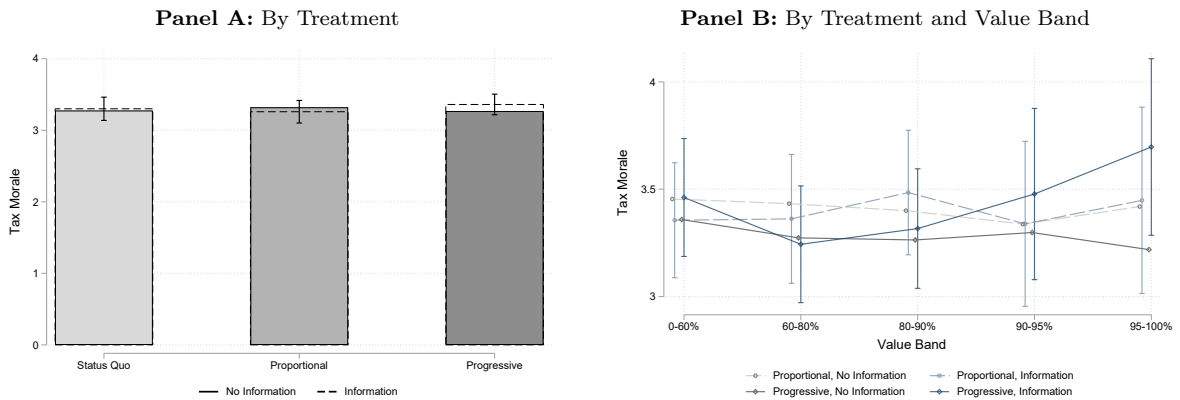 Panel A: By Treatment
4
3
2
1
0
Tax Morale
Status Quo
Proportional
Progressive
No Information
Information
Panel B: By Treatment and Value Band
4
3.5
3
Tax Morale
0-60%
60-80%
80-90%
90-95%
95-100%
Value Band
Proportional, No Information
Proportional, Information
Progressive, No Information
Progressive, Information